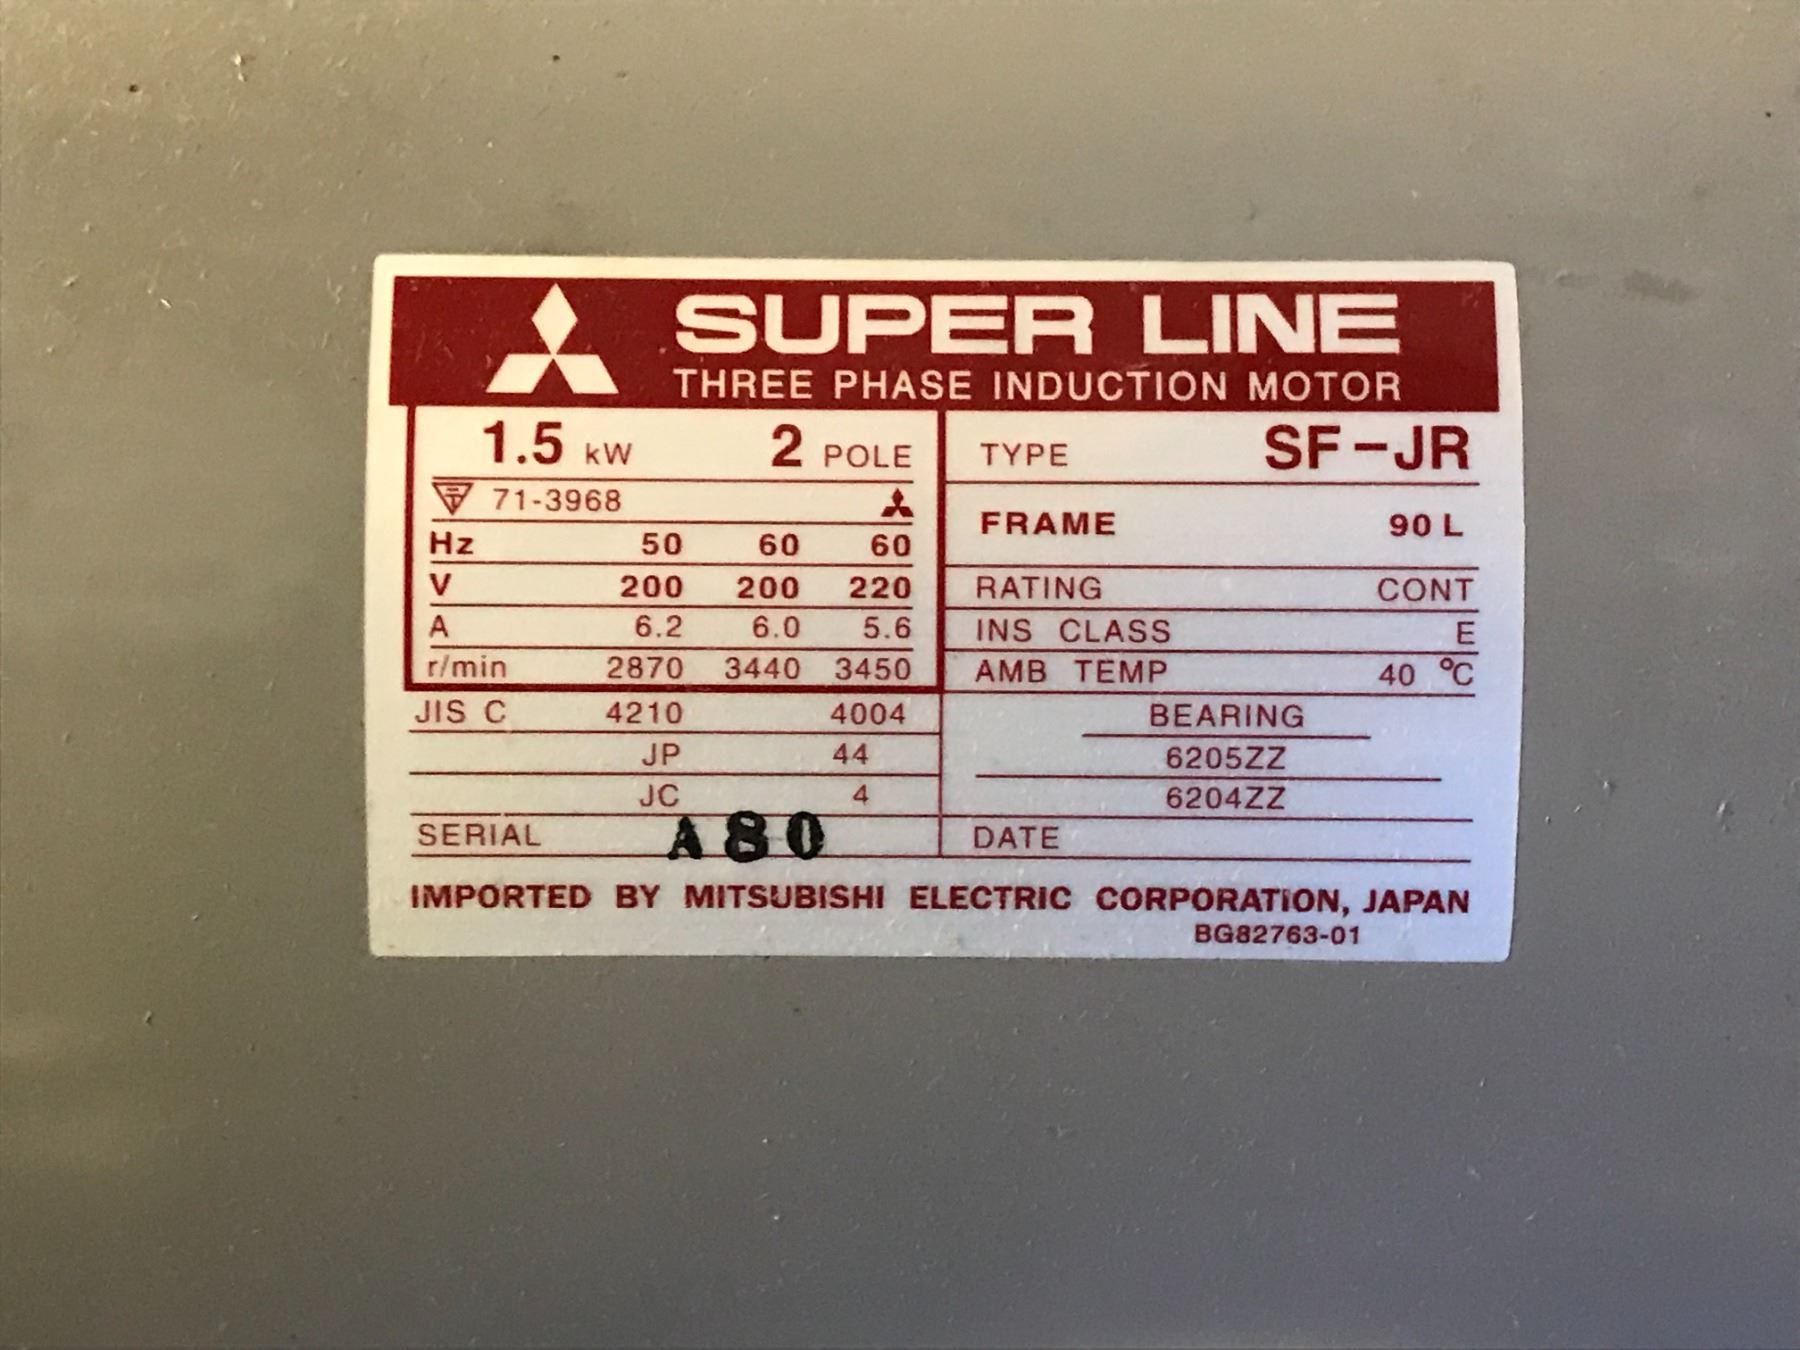 SUPER LINE
THREE PHASE INDUCTION MOTOR
1.5 kW 2 POLE
71-3968
Hz 50 60 60
V 200 200 220
A 6.2 6.0 5.6
r/min 2870 3440 3450
JIS C 4210 4004
JP 44
JC 4
SERIAL A80
TYPE SF-JR
FRAME 90 L
RATING CONT
INS CLASS E
AMB TEMP 40 °C
BEARING
6205ZZ
6204ZZ
DATE
IMPORTED BY MITSUBISHI ELECTRIC CORPORATION, JAPAN
BG82763-01